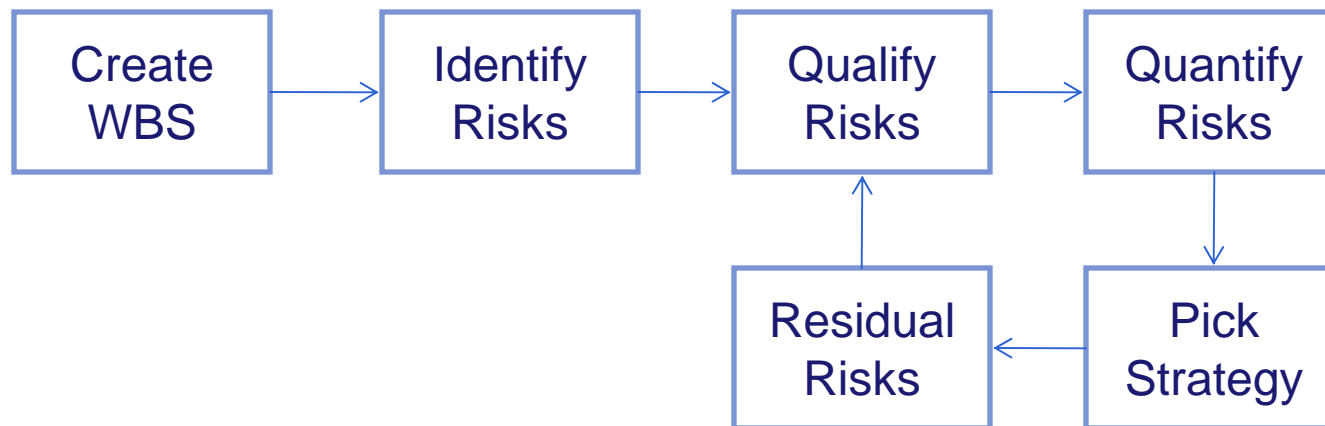 Create
WBS
Identify
Risks
Qualify
Risks
Quantify
Risks
Residual
Risks
Pick
Strategy